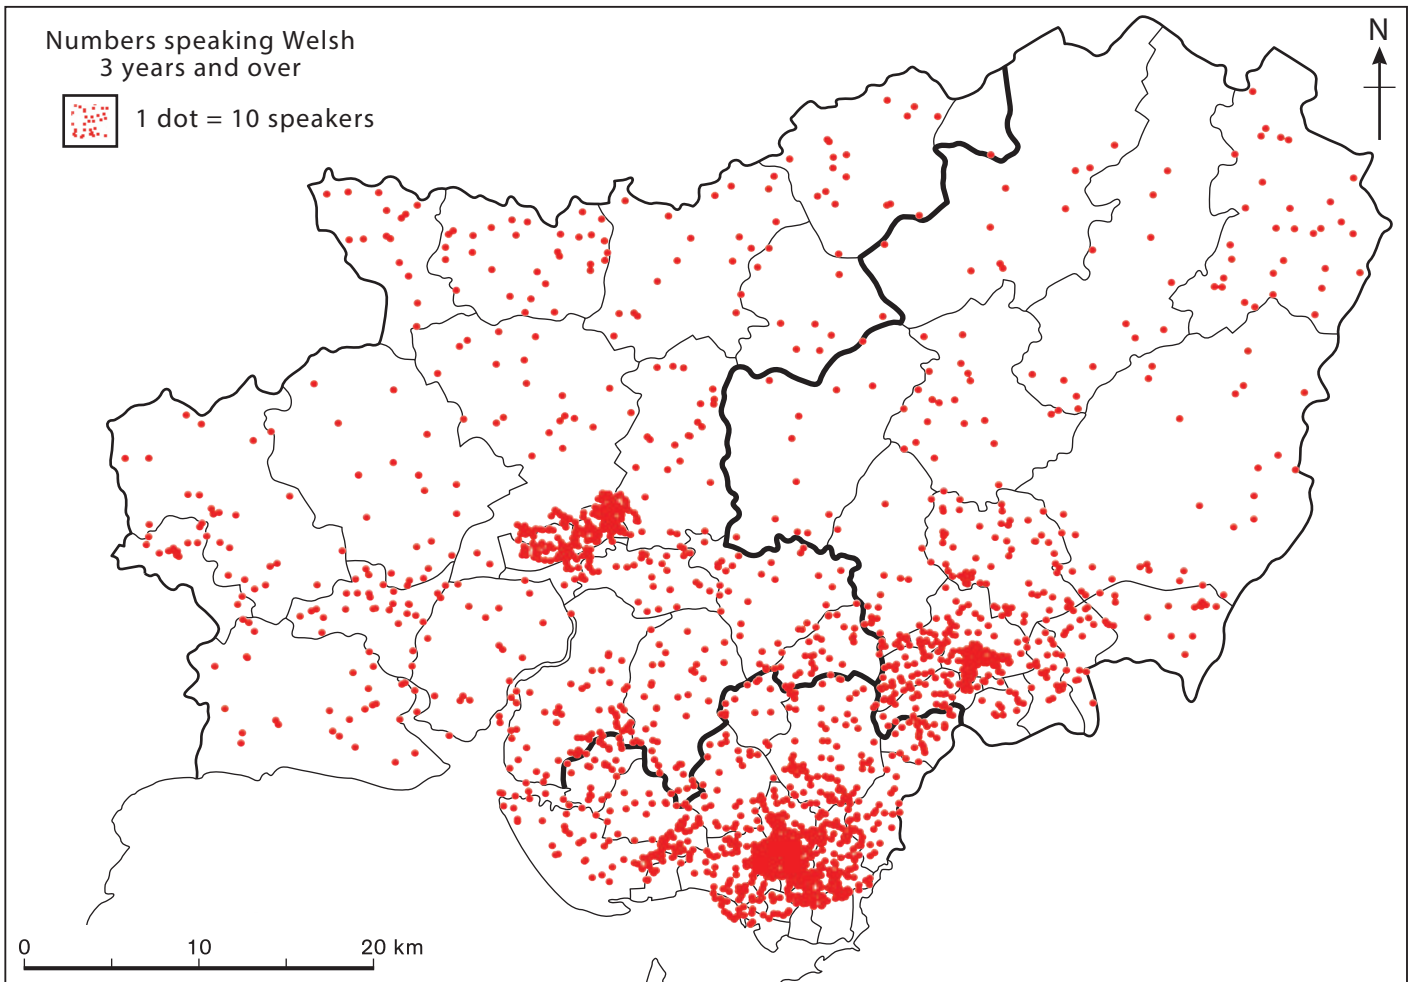 Numbers speaking Welsh
3 years and over
1 dot = 10 speakers
N
0 10 20 km